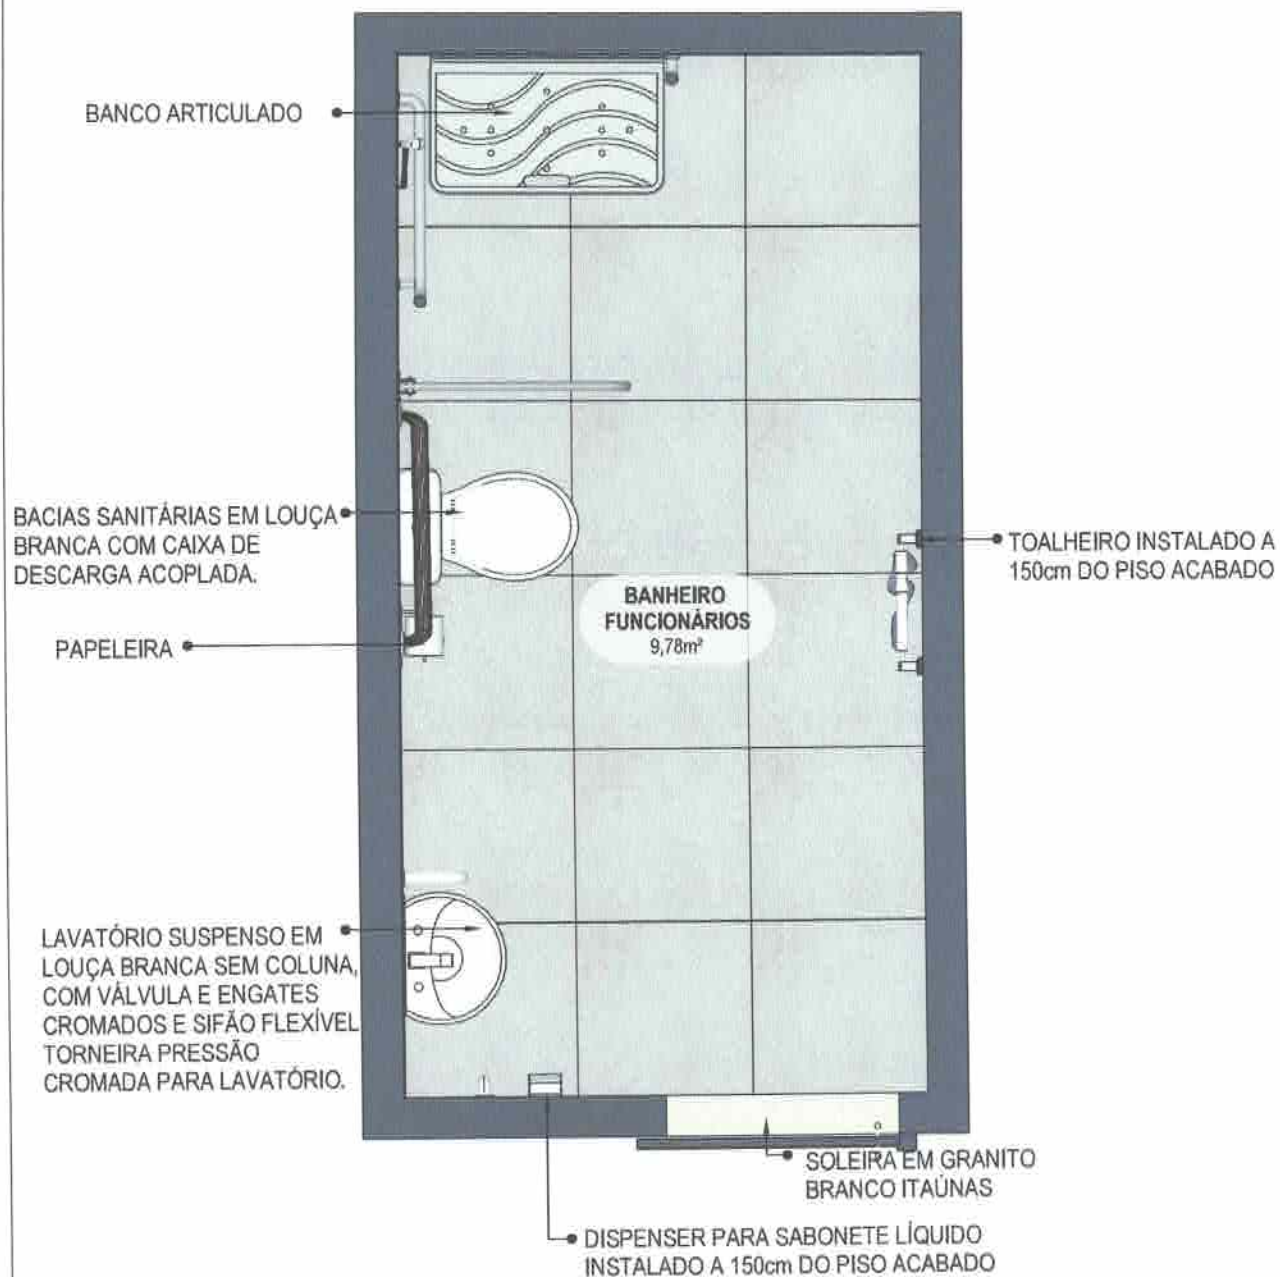 BANCO ARTICULADO
BACIAS SANITÁRIAS EM LOUÇA
BRANCA COM CAIXA DE
DESCARGA ACOPLADA.
TOALHEIRO INSTALADO A
150cm DO PISO ACABADO
BANHEIRO
FUNCIONÁRIOS
9,78m²
PAPELEIRA
LAVATÓRIO SUSPENSO EM
LOUÇA BRANCA SEM COLUNA,
COM VÁLVULA E ENGATES
CROMADOS E SIFÃO FLEXÍVEL
TORNEIRA PRESSÃO
CROMADA PARA LAVATÓRIO.
SOLEIRA EM GRANITO
BRANCO ITAÚNAS
DISPENSER PARA SABONETE LÍQUIDO
INSTALADO A 150cm DO PISO ACABADO